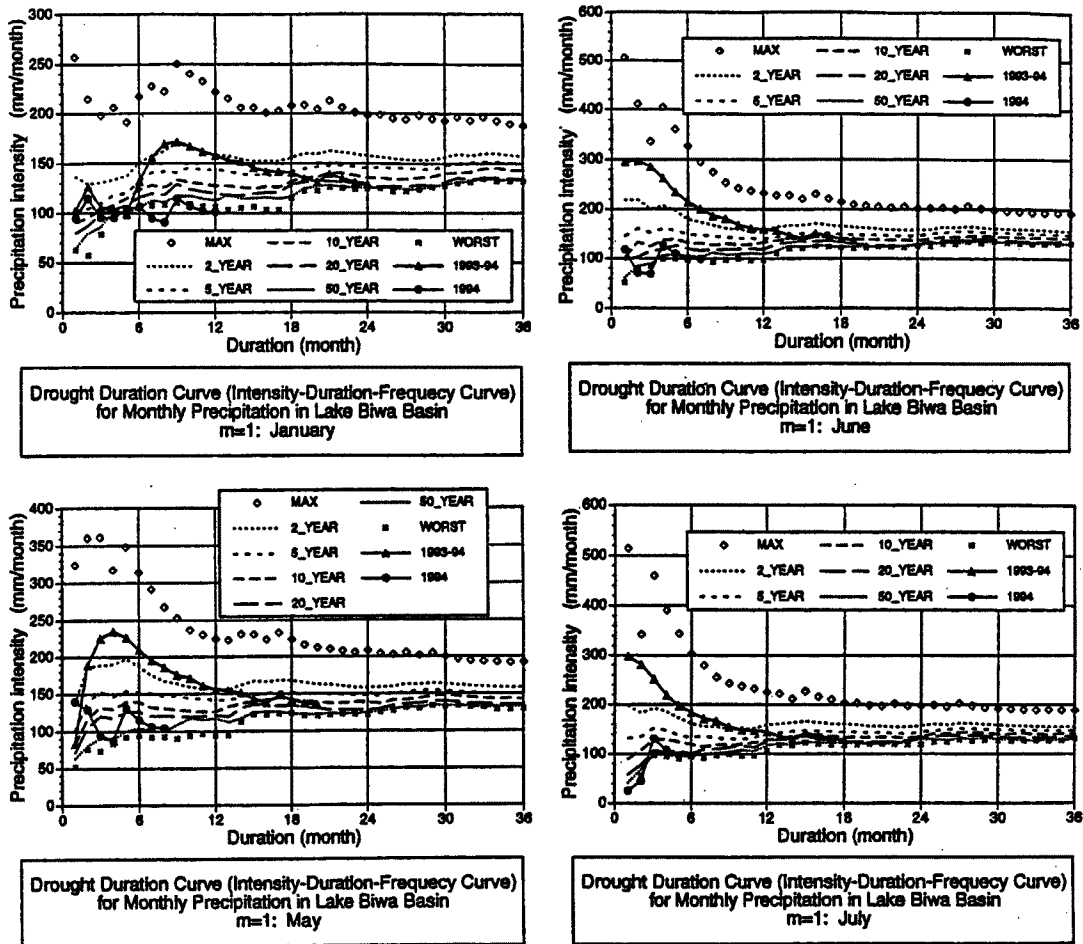 Precipitation Intensity (mm/month)
300
250
200
150
100
50
0
MAX
10_YEAR
WORST
2_YEAR
20_YEAR
1993-94
5_YEAR
50_YEAR
1994
0 6 12 18 24 30 36
Duration (month)
Drought Duration Curve (Intensity-Duration-Frequecy Curve)
for Monthly Precipitation in Lake Biwa Basin
m=1: January
Precipitation Intensity (mm/month)
600
500
400
300
200
100
0
MAX
10_YEAR
WORST
2_YEAR
20_YEAR
1993-94
5_YEAR
50_YEAR
1994
0 6 12 18 24 30 36
Duration (month)
Drought Duration Curve (Intensity-Duration-Frequecy Curve)
for Monthly Precipitation in Lake Biwa Basin
m=1: June
Precipitation Intensity (mm/month)
400
350
300
250
200
150
100
50
0
MAX
50_YEAR
2_YEAR
WORST
5_YEAR
1993-94
10_YEAR
1994
20_YEAR
0 6 12 18 24 30 36
Duration (month)
Drought Duration Curve (Intensity-Duration-Frequecy Curve)
for Monthly Precipitation in Lake Biwa Basin
m=1: May
Precipitation Intensity (mm/month)
600
500
400
300
200
100
0
MAX
10_YEAR
WORST
2_YEAR
20_YEAR
1993-94
5_YEAR
50_YEAR
1994
0 6 12 18 24 30 36
Duration (month)
Drought Duration Curve (Intensity-Duration-Frequecy Curve)
for Monthly Precipitation in Lake Biwa Basin
m=1: July